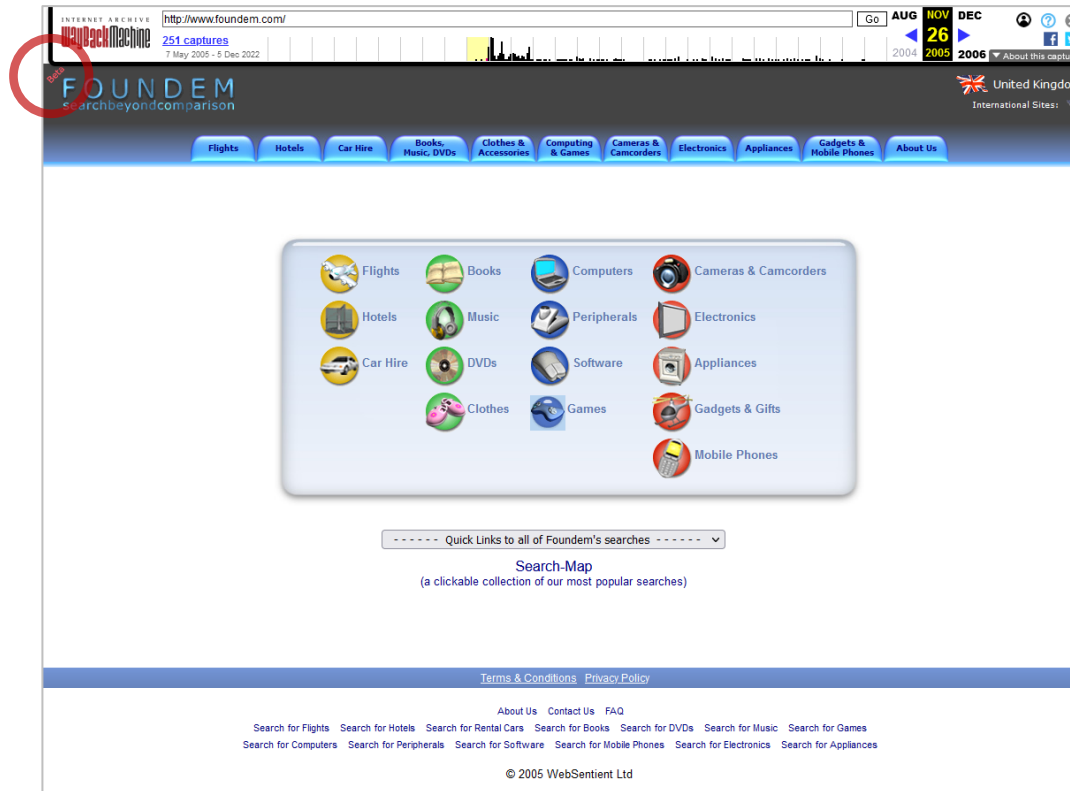 INTERNET ARCHIVE
WayBackMachine
http://www.foundem.com/
Go
AUG NOV DEC
251 captures
26
7 May 2005 - 5 Dec 2022
2004 2005 2006
▼ About this captu
Beta
FOUNDEM
searchbeyondcomparison
United Kingdo
International Sites:
Flights
Hotels
Car Hire
Books,
Music, DVDs
Clothes &
Accessories
Computing
& Games
Cameras &
Camcorders
Electronics
Appliances
Gadgets &
Mobile Phones
About Us
Flights Books Computers Cameras & Camcorders
Hotels Music Peripherals Electronics
Car Hire DVDs Software Appliances
Clothes Games Gadgets & Gifts
Mobile Phones
- - - - - - Quick Links to all of Foundem's searches - - - - - -
Search-Map
(a clickable collection of our most popular searches)
Terms & Conditions Privacy Policy
About Us Contact Us FAQ
Search for Flights Search for Hotels Search for Rental Cars Search for Books Search for DVDs Search for Music Search for Games
Search for Computers Search for Peripherals Search for Software Search for Mobile Phones Search for Electronics Search for Appliances
© 2005 WebSentient Ltd